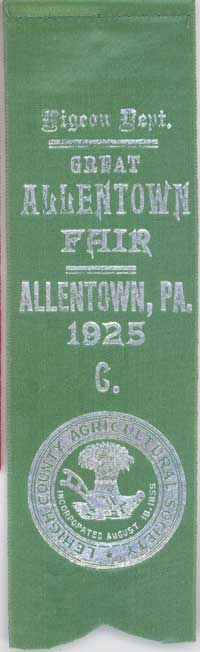 Pigeon Dept.
GREAT
ALLENTOWN
FAIR
ALLENTOWN, PA.
1925
C.
LEHIGH COUNTY AGRICULTURAL SOCIETY
INCORPORATED AUGUST 18, 1855